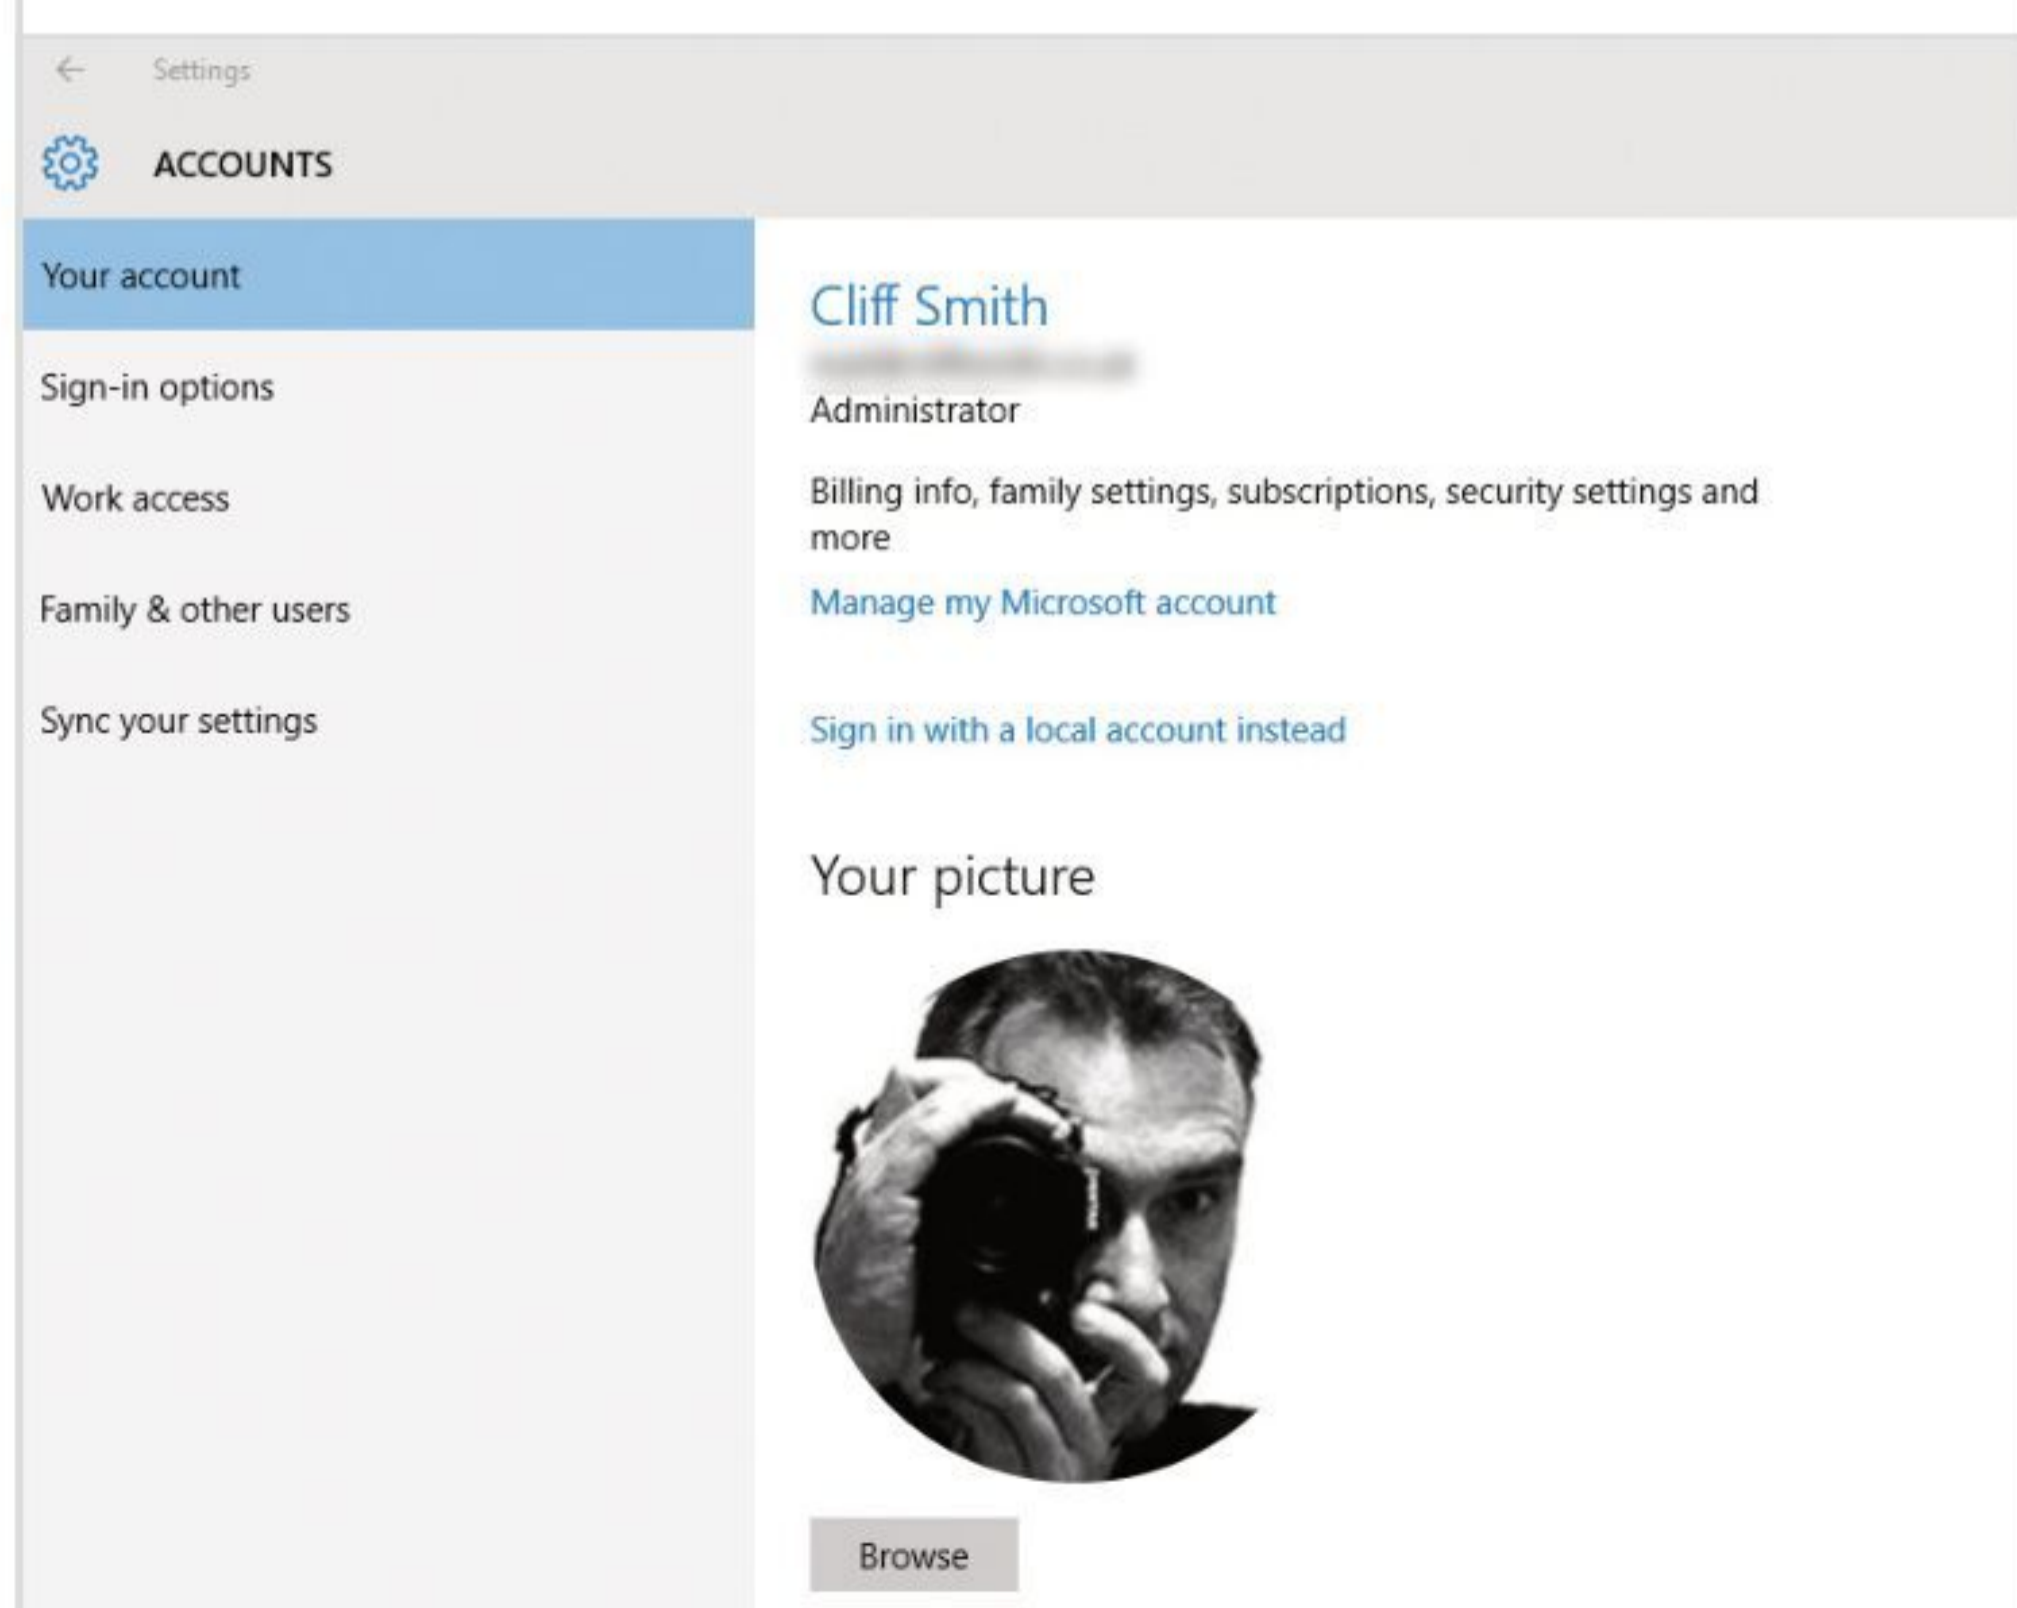 Settings
ACCOUNTS
Your account
Sign-in options
Work access
Family & other users
Sync your settings
Cliff Smith
Administrator
Billing info, family settings, subscriptions, security settings and
more
Manage my Microsoft account
Sign in with a local account instead
Your picture
Browse